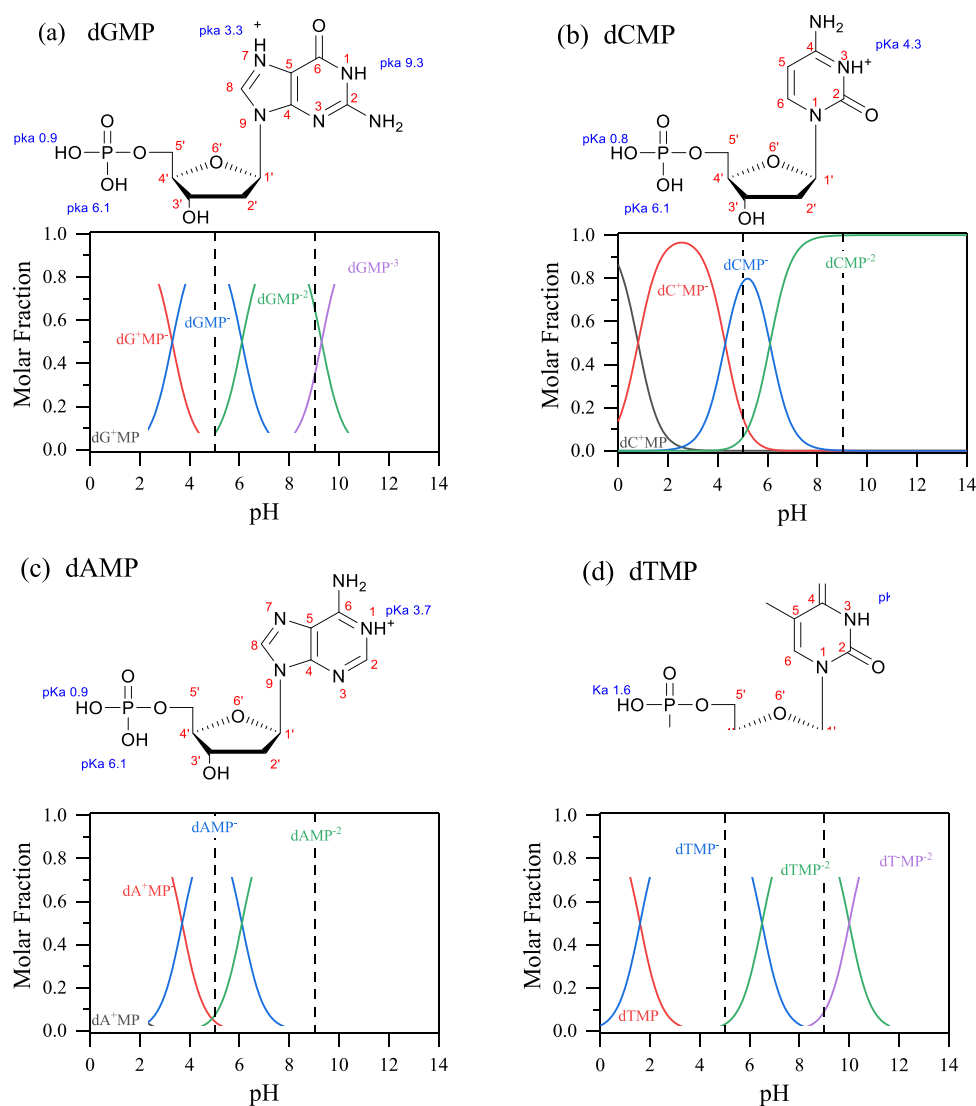 (a) dGMP
pka 3.3
+
H
N
7
O
6
5
1
NH
pka 9.3
8
N
9
4
3
N
2
NH₂
pka 0.9
O
HO
P
O
OH
pka 6.1
5'
4'
O
6'
3'
2'
1'
OH
Molar Fraction
1.0
0.8
0.6
0.4
0.2
0.0
dG⁺MP⁻
dGMP⁻
dGMP⁻²
dGMP⁻³
dG⁺MP
0 2 4 6 8 10 12 14
pH
(b) dCMP
NH₂
4
5
3
NH⁺
pKa 4.3
6
1
N
2
O
pKa 0.8
O
HO
P
O
OH
pKa 6.1
5'
4'
O
6'
3'
2'
1'
OH
Molar Fraction
1.0
0.8
0.6
0.4
0.2
0.0
dC⁺MP⁻
dCMP⁻
dCMP⁻²
dC⁺MP
0 2 4 6 8 10 12 14
pH
(c) dAMP
NH₂
6
7
N
5
1
NH⁺
pKa 3.7
8
N
9
4
3
N
2
pKa 0.9
O
HO
P
O
OH
pKa 6.1
5'
4'
O
6'
3'
2'
1'
OH
Molar Fraction
1.0
0.8
0.6
0.4
0.2
0.0
dA⁺MP⁻
dAMP⁻
dAMP⁻²
dA⁺MP
0 2 4 6 8 10 12 14
pH
(d) dTMP
4
5
3
NH
6
1
N
2
O
Ka 1.6
O
HO
P
O
5'
O
6'
1'
Molar Fraction
1.0
0.8
0.6
0.4
0.2
0.0
dTMP
dTMP⁻
dTMP⁻²
dT⁻MP⁻²
0 2 4 6 8 10 12 14
pH